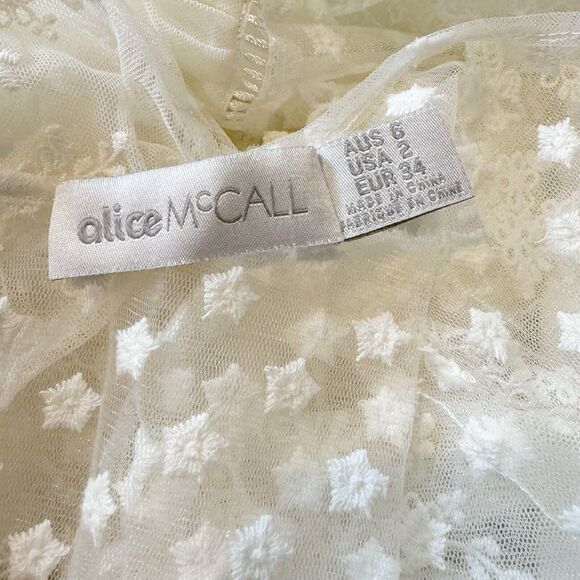 alice McCALL
AUS 6
USA 2
EUR 34
MADE IN CHINA
FABRIQUE EN CHINE